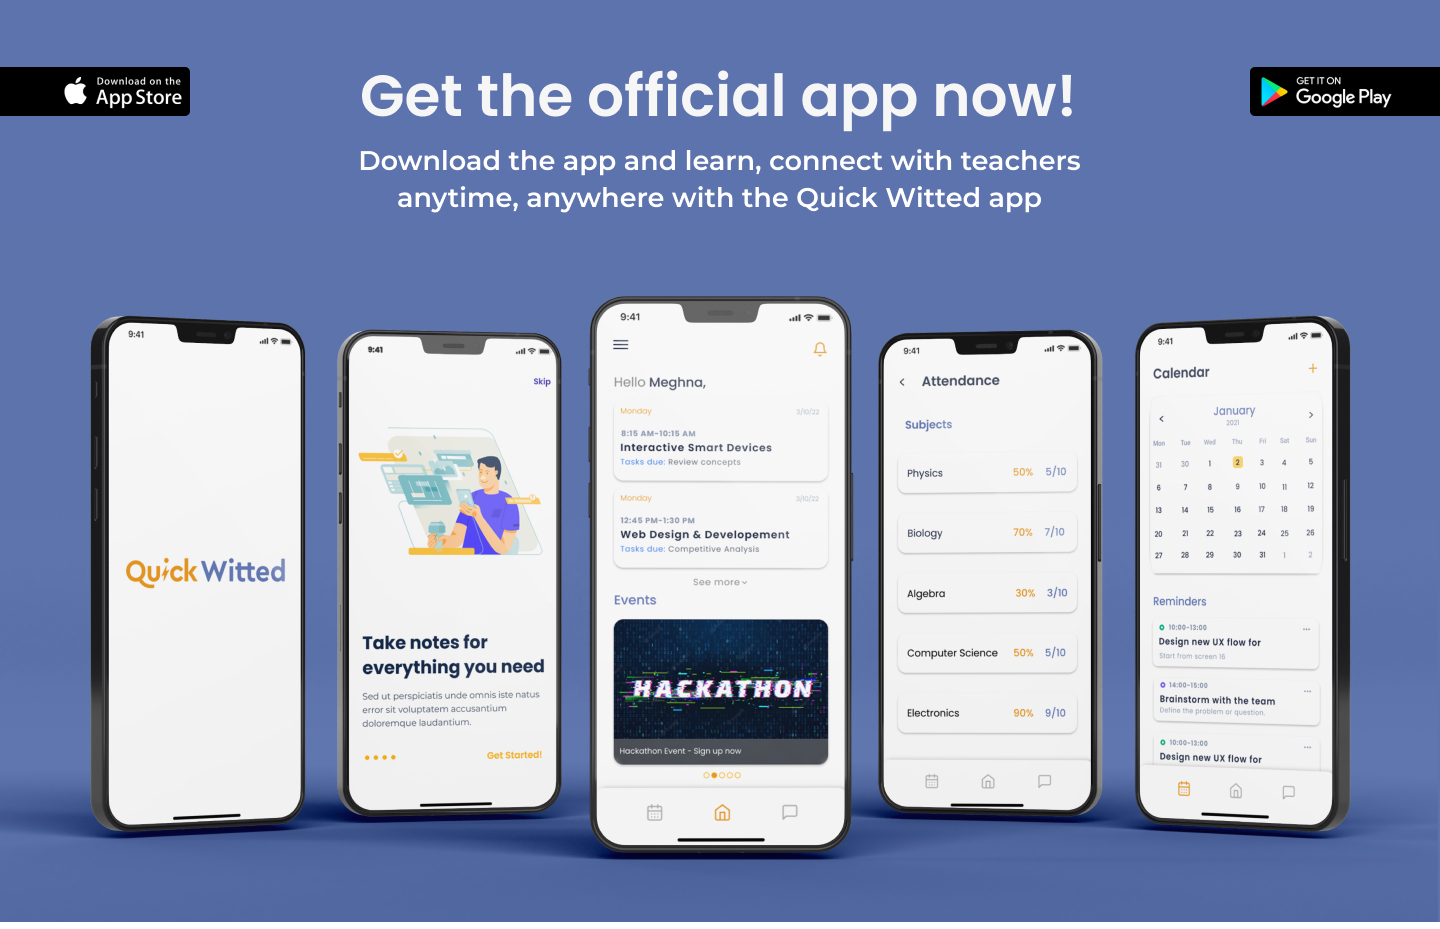 Download on the
App Store
Get the official app now!
GET IT ON
Google Play
Download the app and learn, connect with teachers
anytime, anywhere with the Quick Witted app
9:41
Quick Witted
9:41
Skip
Take notes for
everything you need
Sed ut perspiciatis unde omnis iste natus
error sit voluptatem accusantium
doloremque laudantium.
Get Started!
9:41
Hello Meghna,
Monday 3/10/22
8:15 AM-10:15 AM
Interactive Smart Devices
Tasks due: Review concepts
Monday 3/10/22
12:45 PM-1:30 PM
Web Design & Developement
Tasks due: Competitive Analysis
See more
Events
HACKATHON
Hackathon Event - Sign up now
9:41
< Attendance
Subjects
Physics 50% 5/10
Biology 70% 7/10
Algebra 30% 3/10
Computer Science 50% 5/10
Electronics 90% 9/10
9:41
Calendar +
< January >
2021
Mon Tue Wed Thu Fri Sat Sun
31 30 1 2 3 4 5
6 7 8 9 10 11 12
13 14 15 16 17 18 19
20 21 22 23 24 25 26
27 28 29 30 31 1 2
Reminders
10:00-13:00
Design new UX flow for
Start from screen 16
14:00-15:00
Brainstorm with the team
Define the problem or question.
10:00-13:00
Design new UX flow for